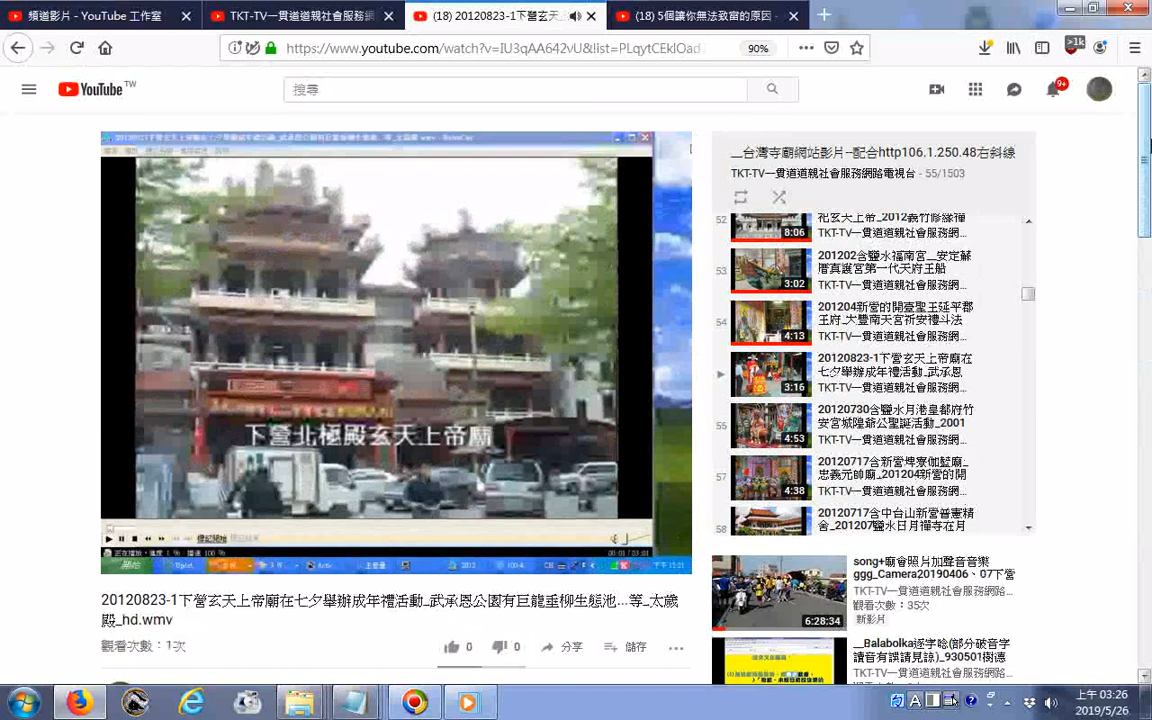 頻道影片 - YouTube 工作室
TKT-TV一貫道道親社會服務網
(18) 20120823-1下營玄天
(18) 5個讓你無法致富的原因 -
https://www.youtube.com/watch?v=IU3qAA642vU&list=PLqytCEklOad
90%
>1k
YouTube TW
搜尋
9+
下營北極殿玄天上帝廟
20120823-1下營玄天上帝廟在七夕舉辦成年禮活動_武承恩公園有巨龍垂柳生態池...等_太歲
殿_hd.wmv
觀看次數：1次
0
0
分享
儲存
__台灣寺廟網站影片--配合http106.1.250.48右斜線
TKT-TV一貫道道親社會服務網路電視台 - 55/1503
52
祀玄天上帝_2012義竹修緣禪
TKT-TV一貫道道親社會服務網...
8:06
53
201202含鹽水福南宮__安定蘇
厝真護宮第一代天府王船
TKT-TV一貫道道親社會服務網...
3:02
54
201204新營的開臺聖王延平郡
王府_大豐南天宮祈安禮斗法
TKT-TV一貫道道親社會服務網...
4:13
20120823-1下營玄天上帝廟在
七夕舉辦成年禮活動_武承恩
TKT-TV一貫道道親社會服務網...
3:16
55
20120730含鹽水月港皇都府竹
安宮城隍爺公聖誕活動_2001
TKT-TV一貫道道親社會服務網...
4:53
57
20120717含新營埤寮伽藍廟_
忠義元帥廟_201204新營的開
TKT-TV一貫道道親社會服務網...
4:38
58
20120717含中台山新營普憲精
舍_201207鹽水日月禪寺在月
song+廟會照片加聲音音樂
ggg_Camera20190406、07下營
TKT-TV一貫道道親社會服務網...
觀看次數：35次
新影片
6:28:34
__Balabolka逐字唸(部分破音字
讀音有誤請見諒)_930501樹德
TKT-TV一貫道道親社會服務網...
上午 03:26
2019/5/26